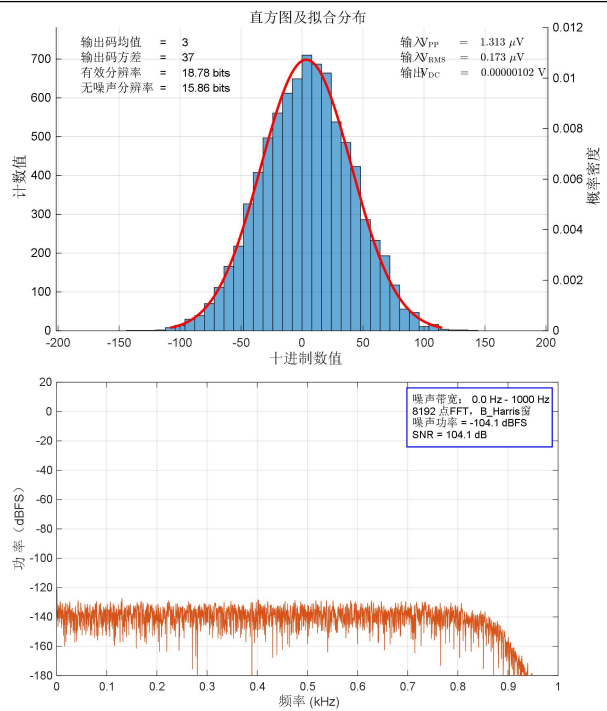 直方图及拟合分布
输出码均值 = 3
输出码方差 = 37
有效分辨率 = 18.78 bits
无噪声分辨率 = 15.86 bits
输入VPP = 1.313 μV
输入VRMS = 0.173 μV
输出VDC = 0.00000102 V
700
600
500
400
300
200
100
0
计数值
0.012
0.01
0.008
0.006
0.004
0.002
0
概率密度
-200 -150 -100 -50 0 50 100 150 200
十进制数值
噪声带宽： 0.0 Hz - 1000 Hz
8192 点FFT， B_Harris窗
噪声功率 = -104.1 dBFS
SNR = 104.1 dB
20
0
-20
-40
-60
-80
-100
-120
-140
-160
-180
功 率（dBFS）
0 0.1 0.2 0.3 0.4 0.5 0.6 0.7 0.8 0.9 1
频率 (kHz)